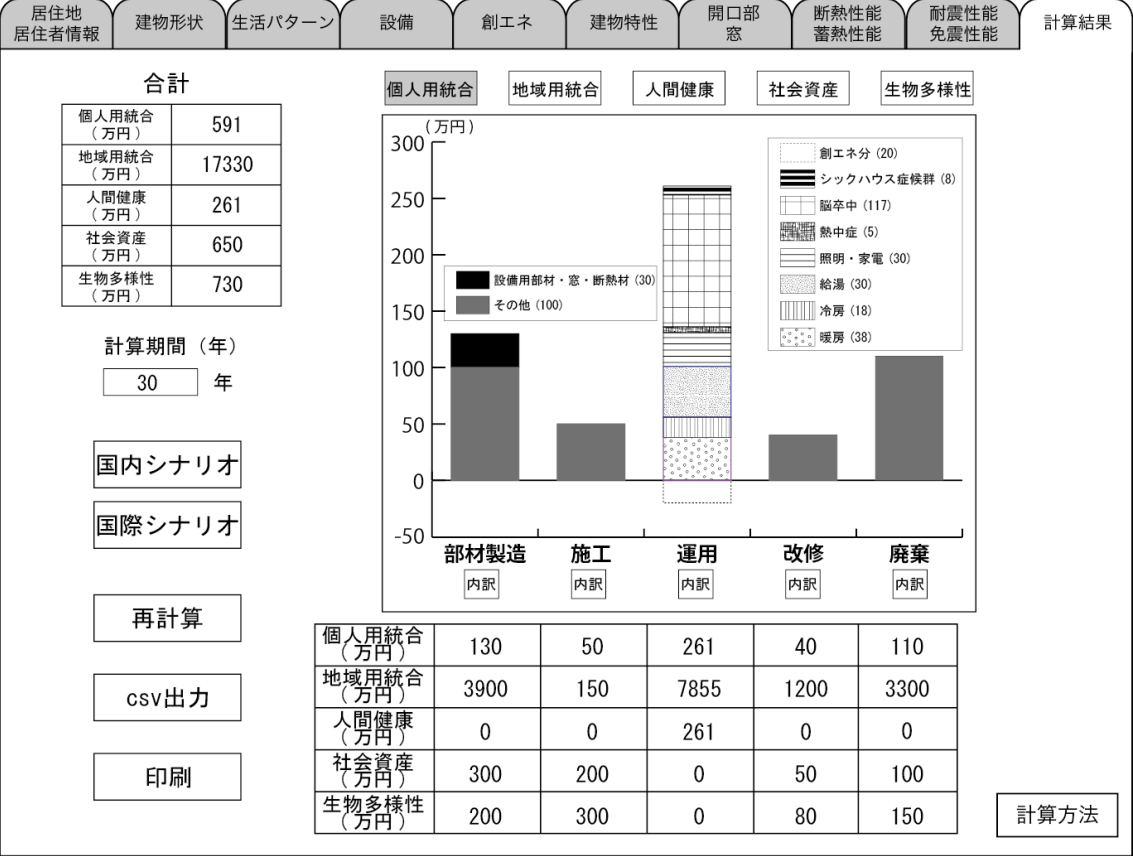 居住地
居住者情報
建物形状
生活パターン
設備
創エネ
建物特性
開口部
窓
断熱性能
蓄熱性能
耐震性能
免震性能
計算結果
合計
個人用統合
（万円） 591
地域用統合
（万円） 17330
人間健康
（万円） 261
社会資産
（万円） 650
生物多様性
（万円） 730
計算期間（年）
30 年
国内シナリオ
国際シナリオ
再計算
csv出力
印刷
個人用統合 地域用統合 人間健康 社会資産 生物多様性
（万円）
300
250
200
150
100
50
0
-50
設備用部材・窓・断熱材 (30)
その他 (100)
創エネ分 (20)
シックハウス症候群 (8)
脳卒中 (117)
熱中症 (5)
照明・家電 (30)
給湯 (30)
冷房 (18)
暖房 (38)
部材製造 施工 運用 改修 廃棄
内訳 内訳 内訳 内訳 内訳
個人用統合
（万円） 130 50 261 40 110
地域用統合
（万円） 3900 150 7855 1200 3300
人間健康
（万円） 0 0 261 0 0
社会資産
（万円） 300 200 0 50 100
生物多様性
（万円） 200 300 0 80 150
計算方法